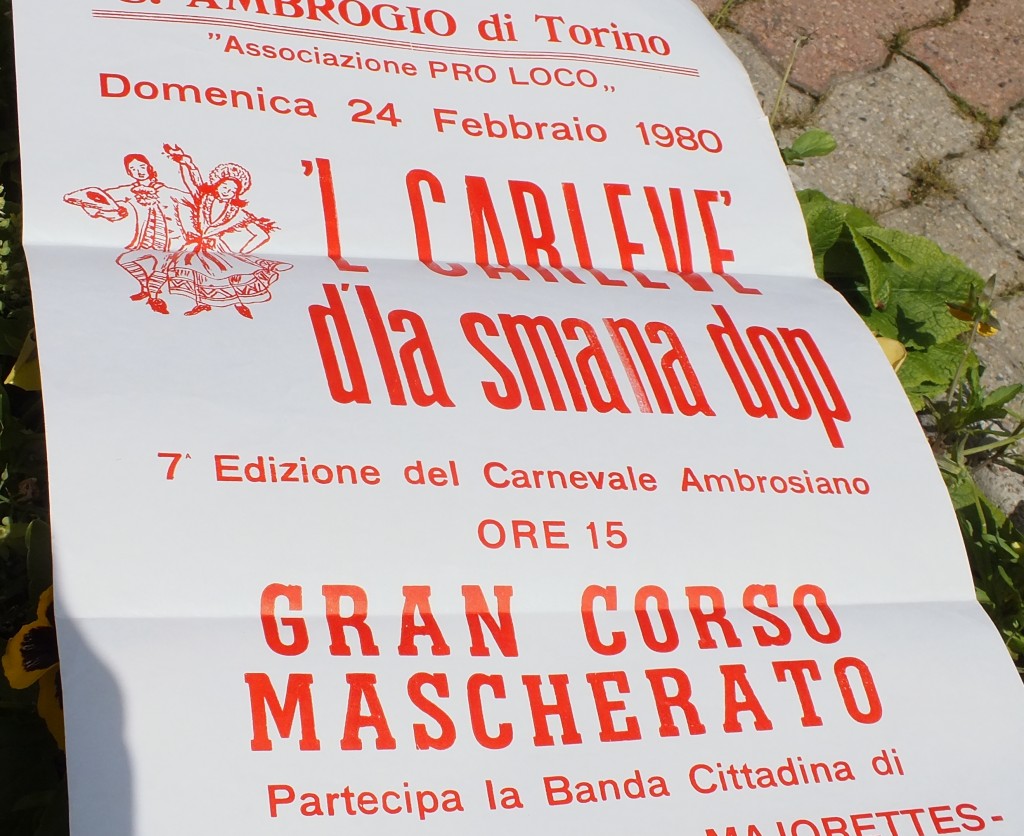 S. AMBROGIO di Torino
"Associazione PRO LOCO„
Domenica 24 Febbraio 1980
'L CARLEVE'
d'la smana dop
7^ Edizione del Carnevale Ambrosiano
ORE 15
GRAN CORSO
MASCHERATO
Partecipa la Banda Cittadina di
MAJORETTES-